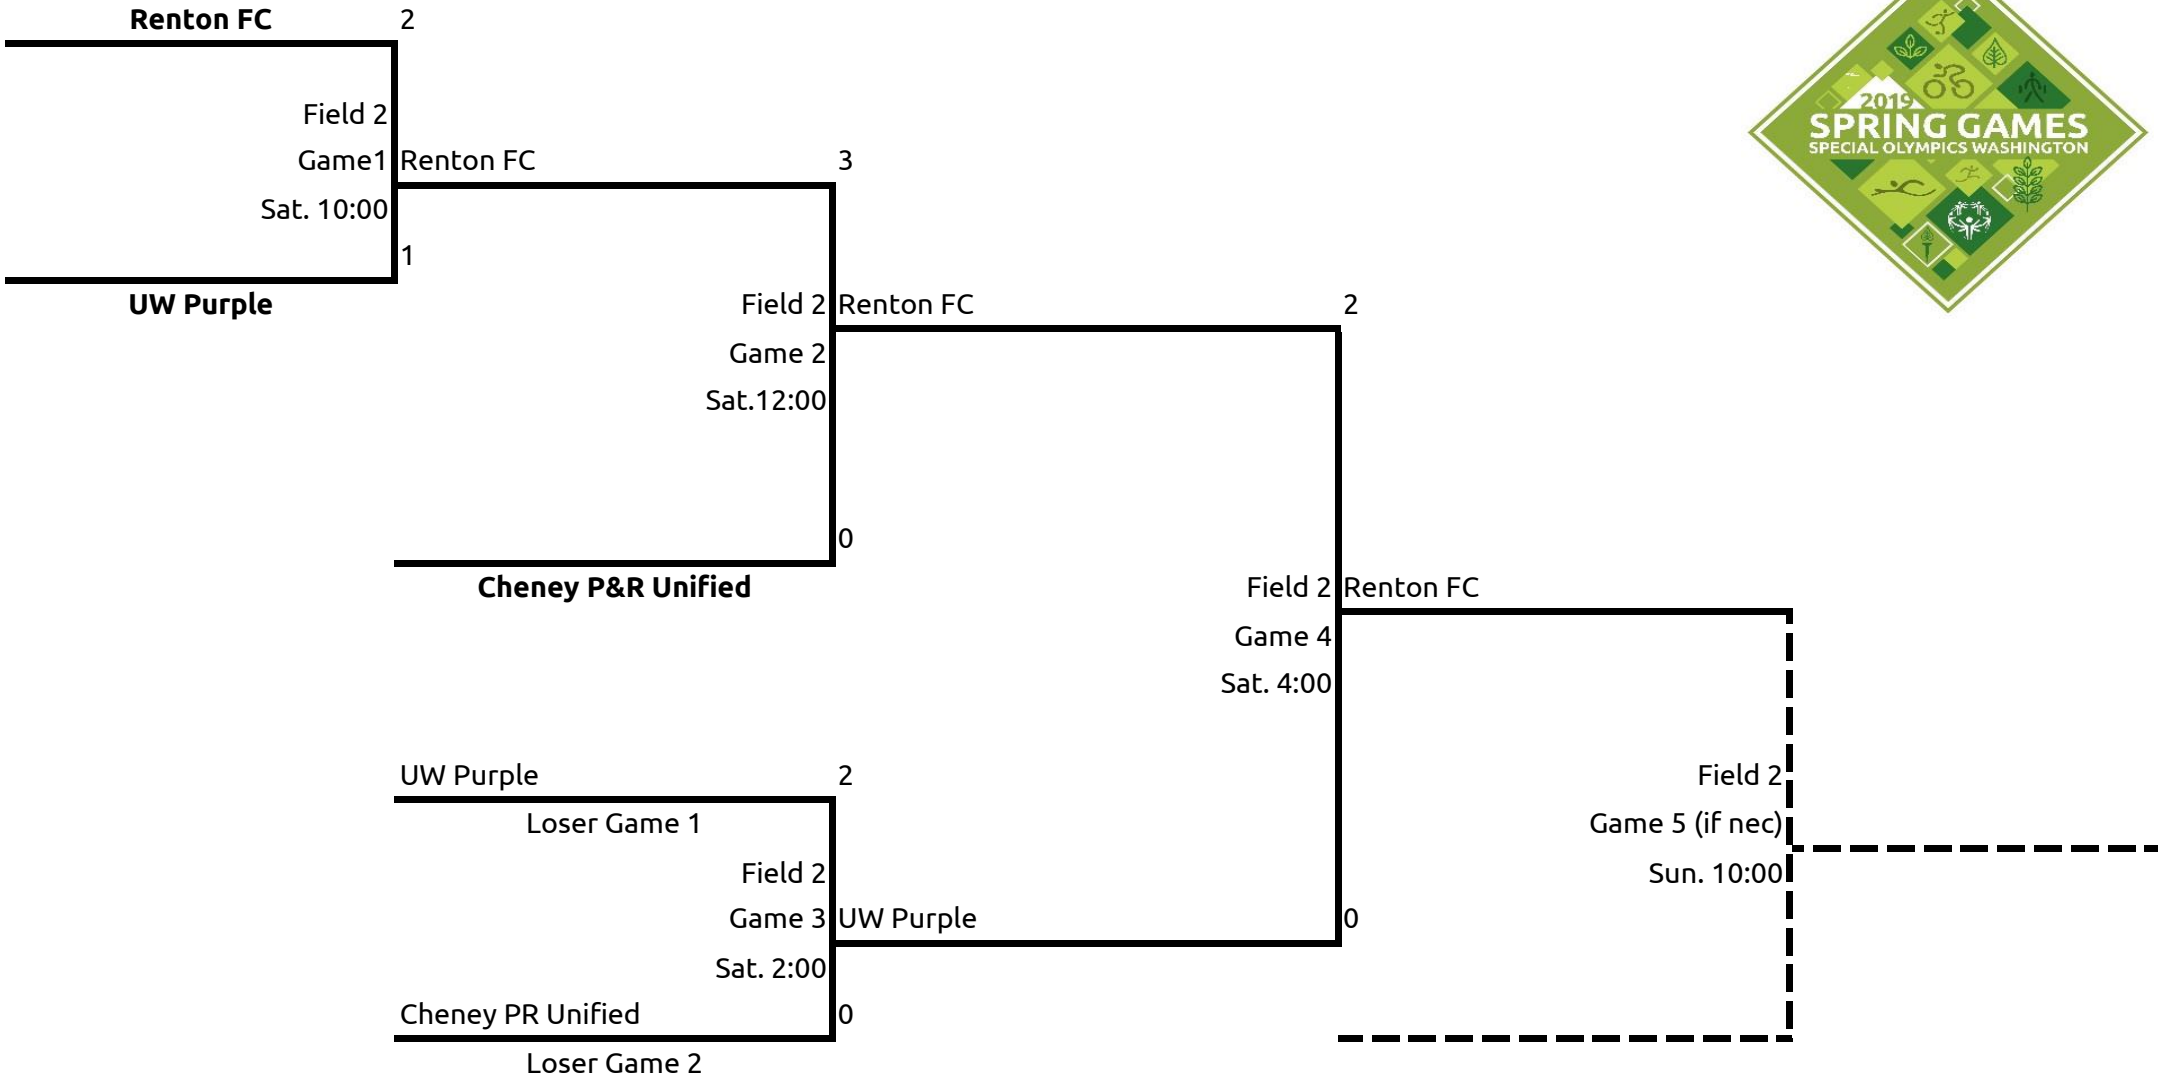 Renton FC 2
Field 2
Game1 Renton FC 3
Sat. 10:00
1
UW Purple
Field 2 Renton FC 2
Game 2
Sat.12:00
0
Cheney P&R Unified
Field 2 Renton FC
Game 4
Sat. 4:00
UW Purple 2
Loser Game 1
Field 2
Game 3 UW Purple 0
Sat. 2:00
Cheney PR Unified 0
Loser Game 2
Field 2
Game 5 (if nec)
Sun. 10:00
2019
SPRING GAMES
SPECIAL OLYMPICS WASHINGTON